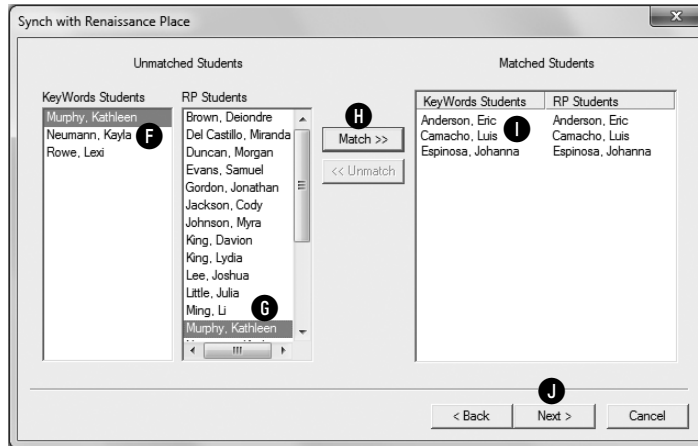 Synch with Renaissance Place
x
Unmatched Students
Matched Students
KeyWords Students
Murphy, Kathleen
Neumann, Kayla
Rowe, Lexi
F
RP Students
Brown, Deiondre
Del Castillo, Miranda
Duncan, Morgan
Evans, Samuel
Gordon, Jonathan
Jackson, Cody
Johnson, Myra
King, Davion
King, Lydia
Lee, Joshua
Little, Julia
Ming, Li
Murphy, Kathleen
G
H
Match >>
<< Unmatch
KeyWords Students RP Students
Anderson, Eric Anderson, Eric
Camacho, Luis Camacho, Luis
Espinosa, Johanna Espinosa, Johanna
I
J
< Back Next > Cancel